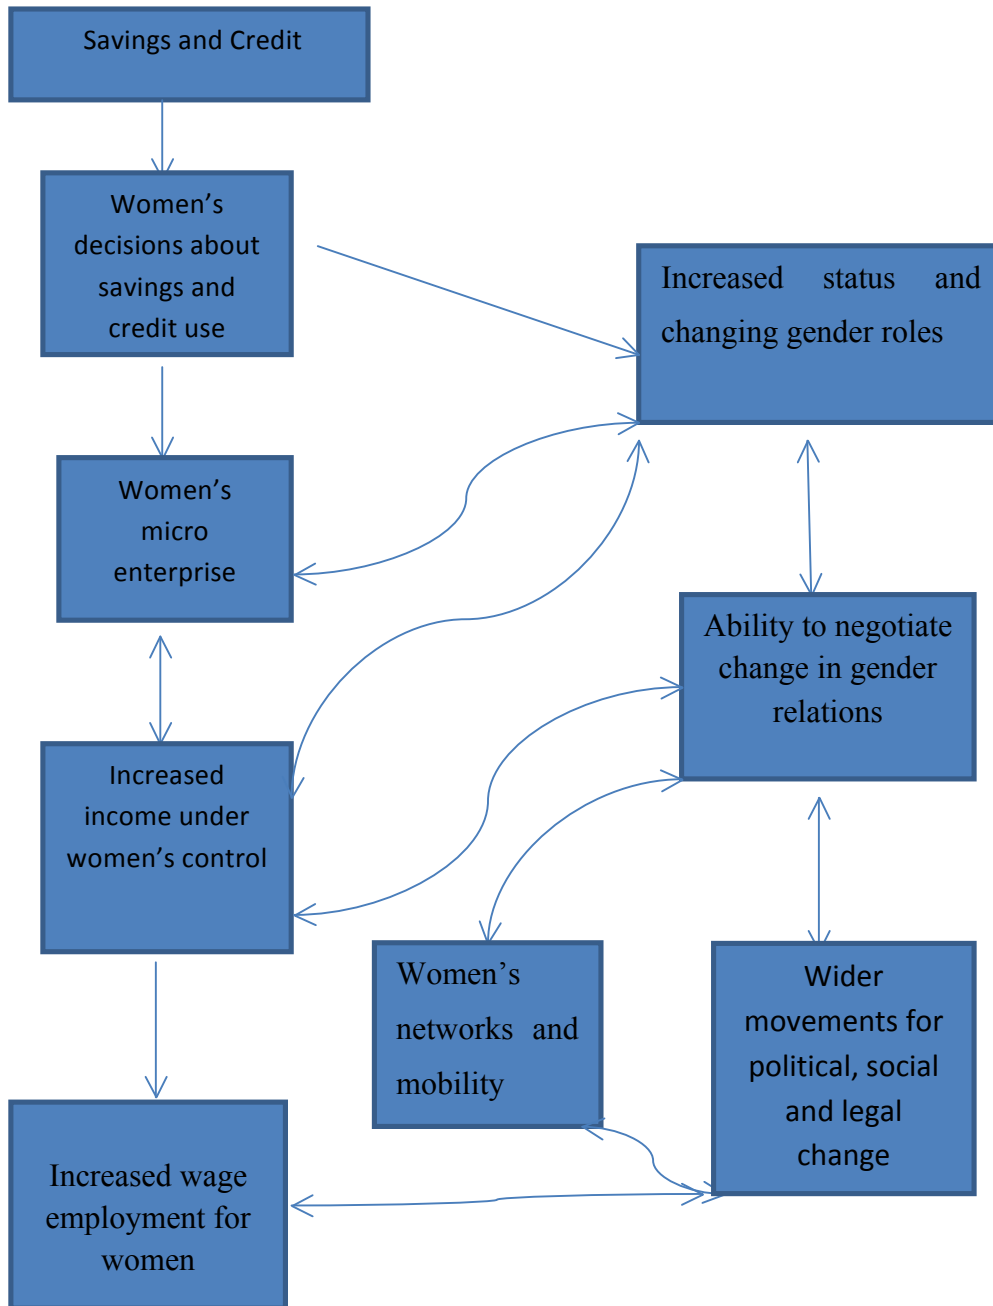 Savings and Credit
Women’s
decisions about
savings and
credit use
Increased status and
changing gender roles
Women’s
micro
enterprise
Ability to negotiate
change in gender
relations
Increased
income under
women’s control
Women’s
networks and
mobility
Wider
movements for
political, social
and legal
change
Increased wage
employment for
women